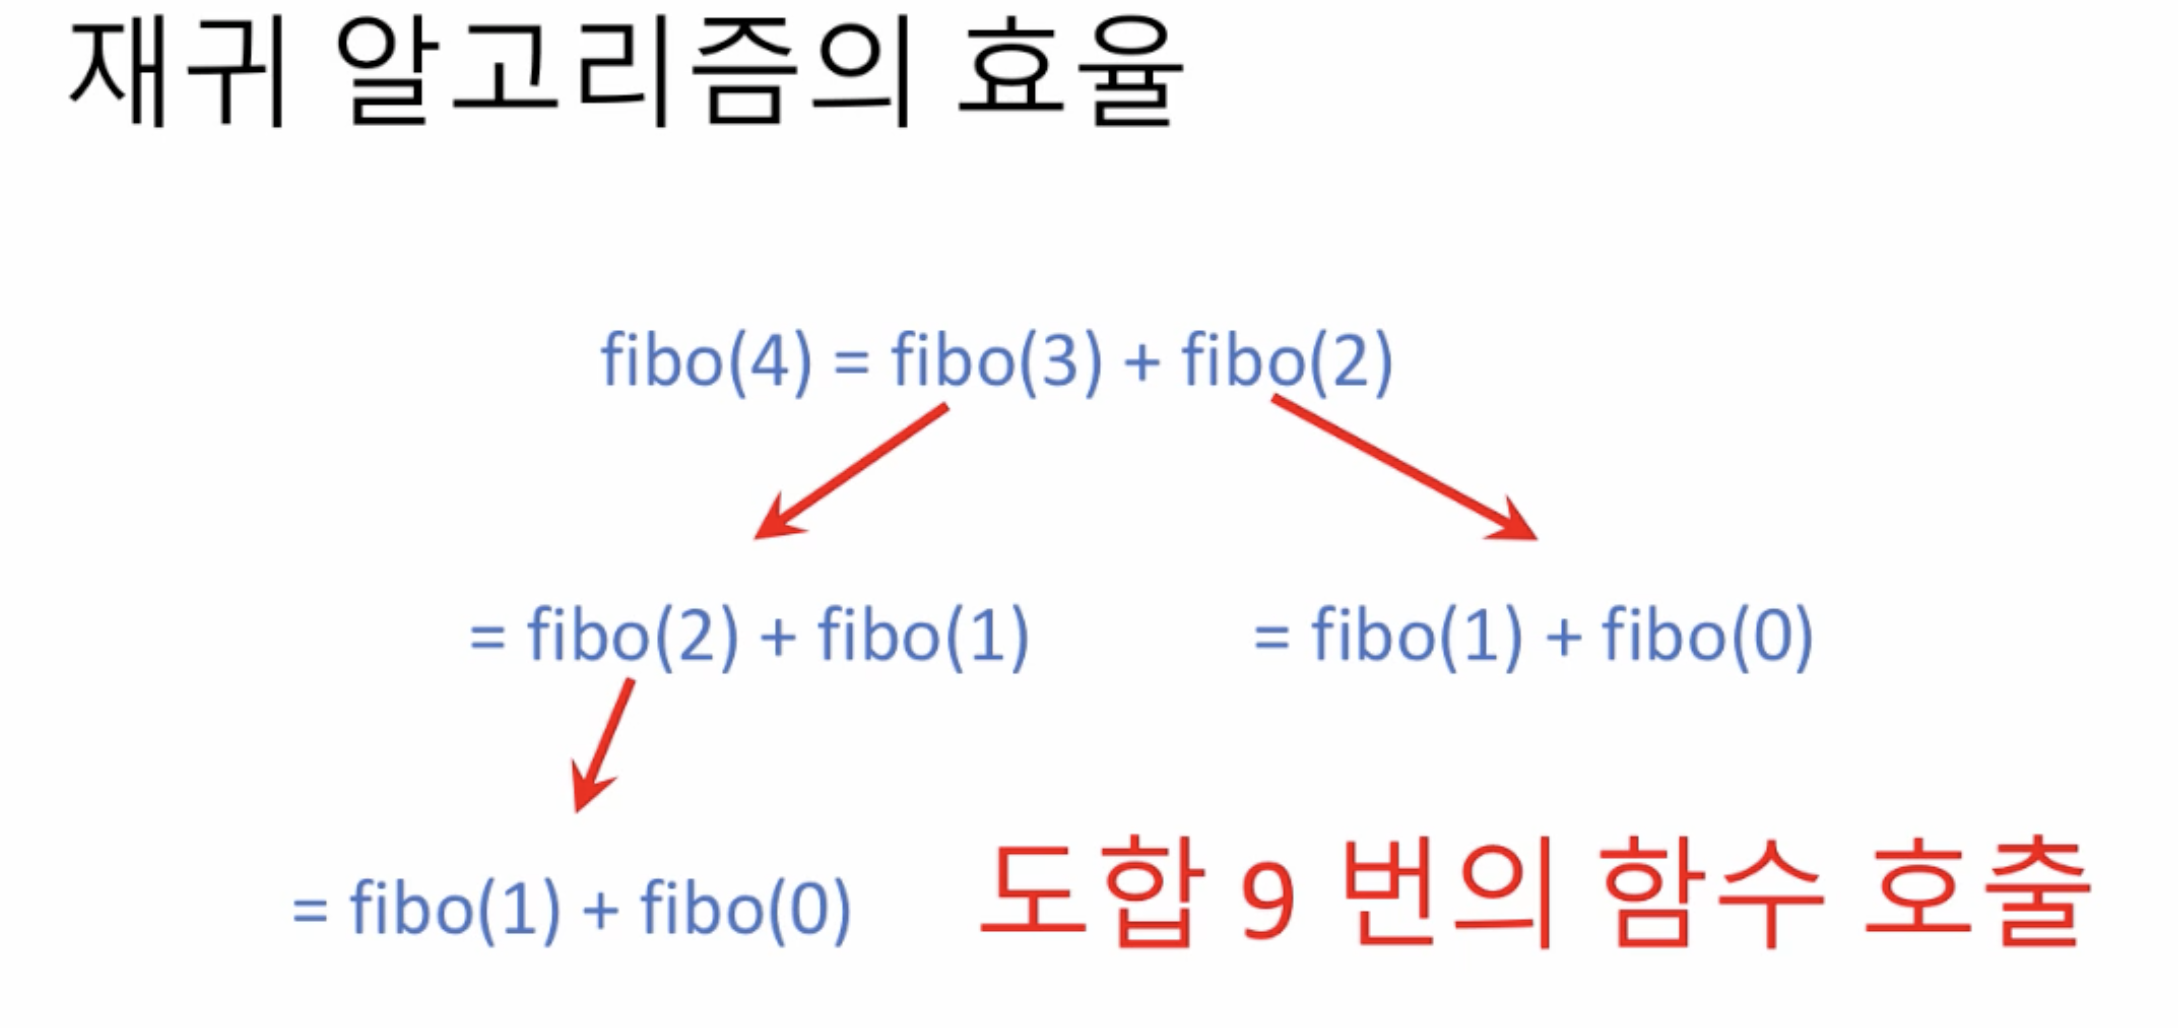 재귀 알고리즘의 효율
fibo(4) = fibo(3) + fibo(2)
= fibo(2) + fibo(1)
= fibo(1) + fibo(0)
= fibo(1) + fibo(0)
도합 9 번의 함수 호출